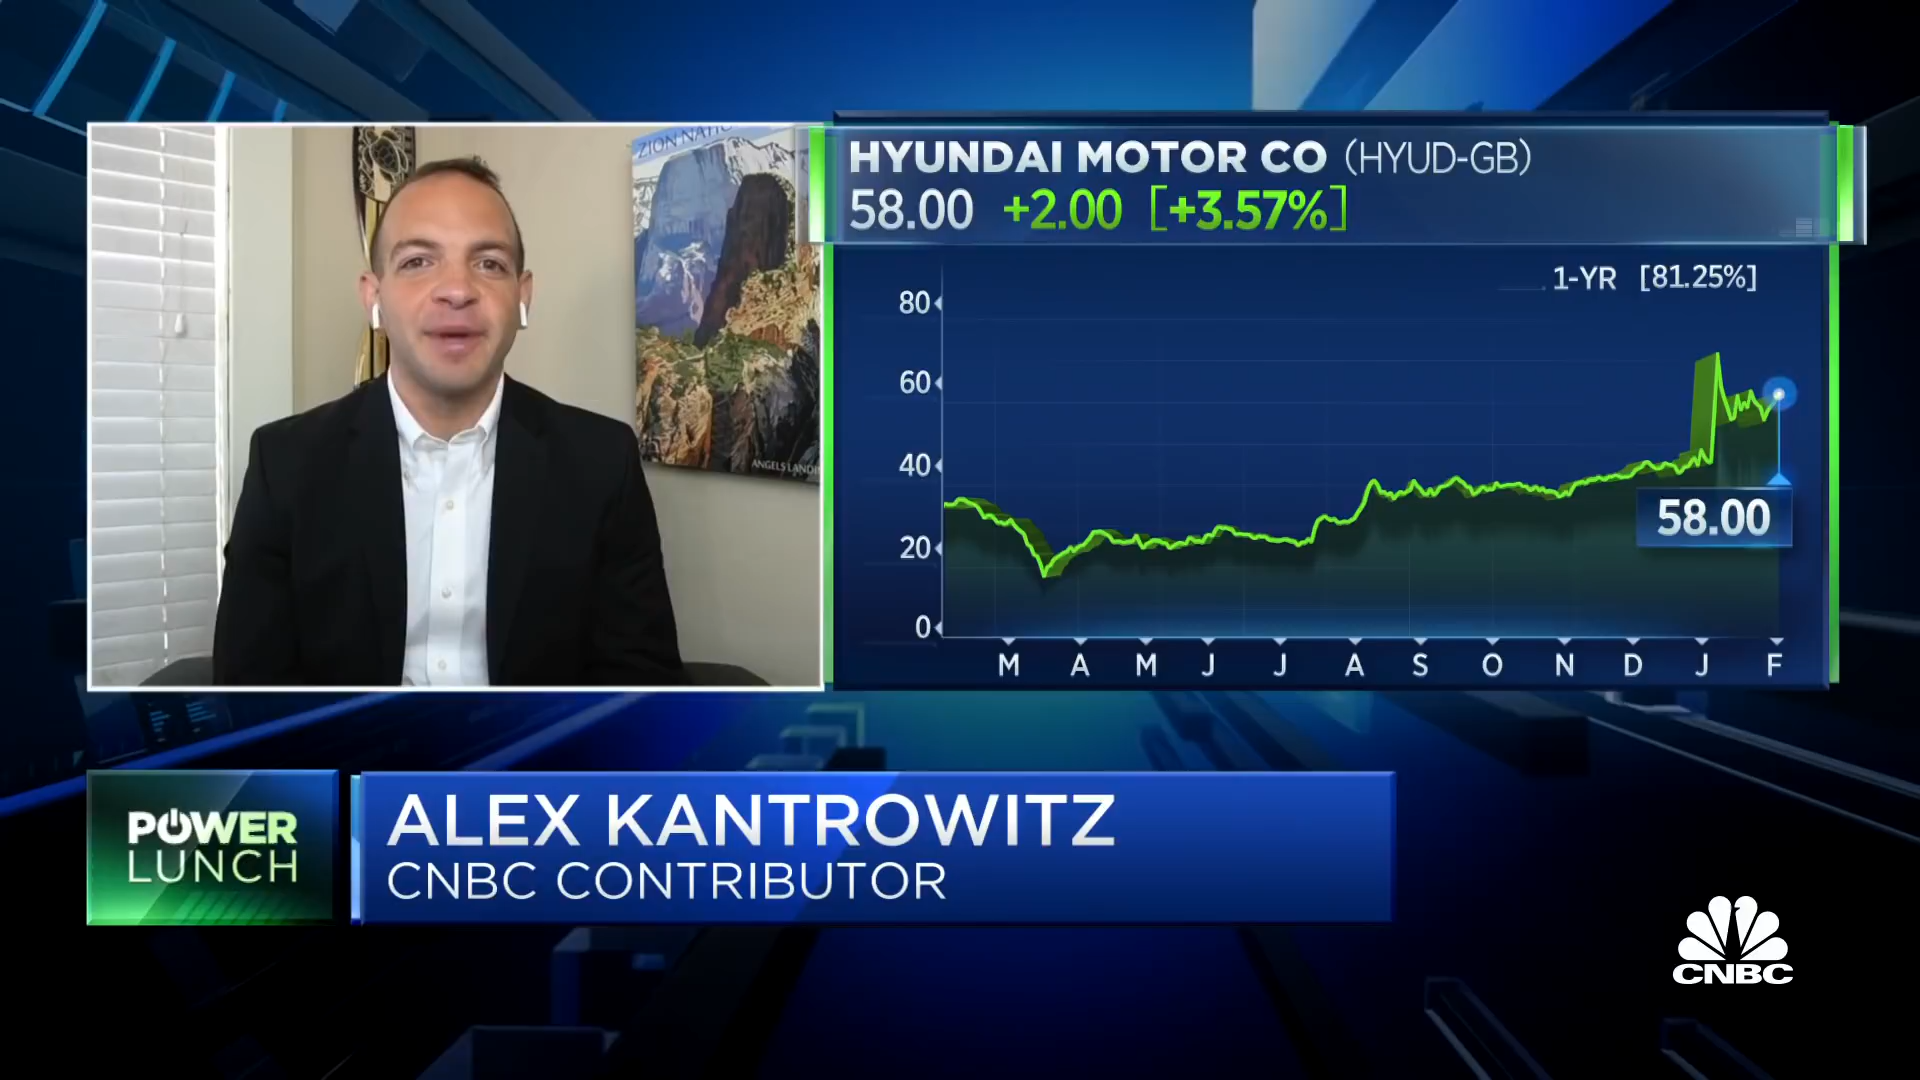 ZION NATIO
ANGELS LANDI
HYUNDAI MOTOR CO (HYUD-GB)
58.00 +2.00 [+3.57%]
1-YR [81.25%]
80
60
40
20
0
58.00
M A M J J A S O N D J F
POWER
LUNCH
ALEX KANTROWITZ
CNBC CONTRIBUTOR
CNBC